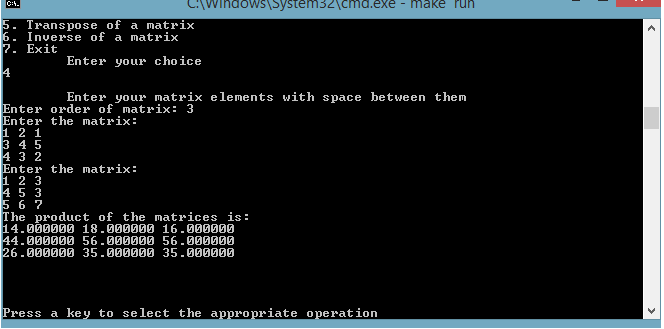 C:\Windows\System32\cmd.exe - make run
5. Transpose of a matrix
6. Inverse of a matrix
7. Exit
Enter your choice
4
Enter your matrix elements with space between them
Enter order of matrix: 3
Enter the matrix:
1 2 1
3 4 5
4 3 2
Enter the matrix:
1 2 3
4 5 3
5 6 7
The product of the matrices is:
14.000000 18.000000 16.000000
44.000000 56.000000 56.000000
26.000000 35.000000 35.000000
Press a key to select the appropriate operation